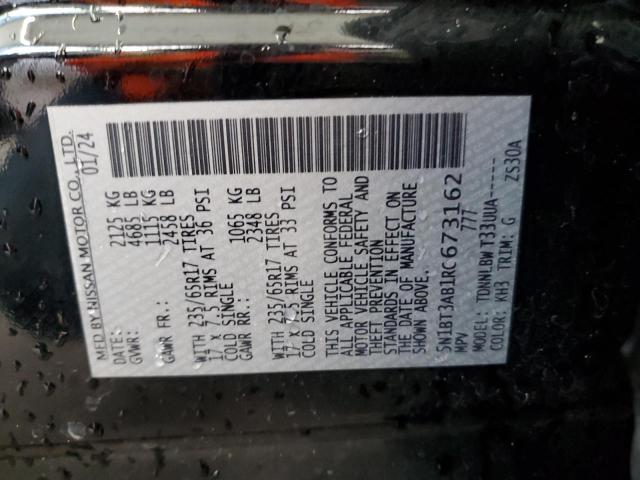 MFD BY NISSAN MOTOR CO., LTD.
DATE: 01/24
GVWR: 2125 KG
4685 LB
GAWR FR.: 1115 KG
2458 LB
WITH 235/65R17 TIRES
17 x 7.5 RIMS AT 36 PSI
COLD SINGLE
GAWR RR.: 1065 KG
2348 LB
WITH 235/65R17 TIRES
17 x 7.5 RIMS AT 33 PSI
COLD SINGLE
THIS VEHICLE CONFORMS TO
ALL APPLICABLE FEDERAL
MOTOR VEHICLE SAFETY AND
THEFT PREVENTION
STANDARDS IN EFFECT ON
THE DATE OF MANUFACTURE
SHOWN ABOVE.
5N1BT3AB1RC673162
MPV 777
MODEL: TDNNLBW T33UUA------
COLOR: KH3 TRIM: G ZS30A